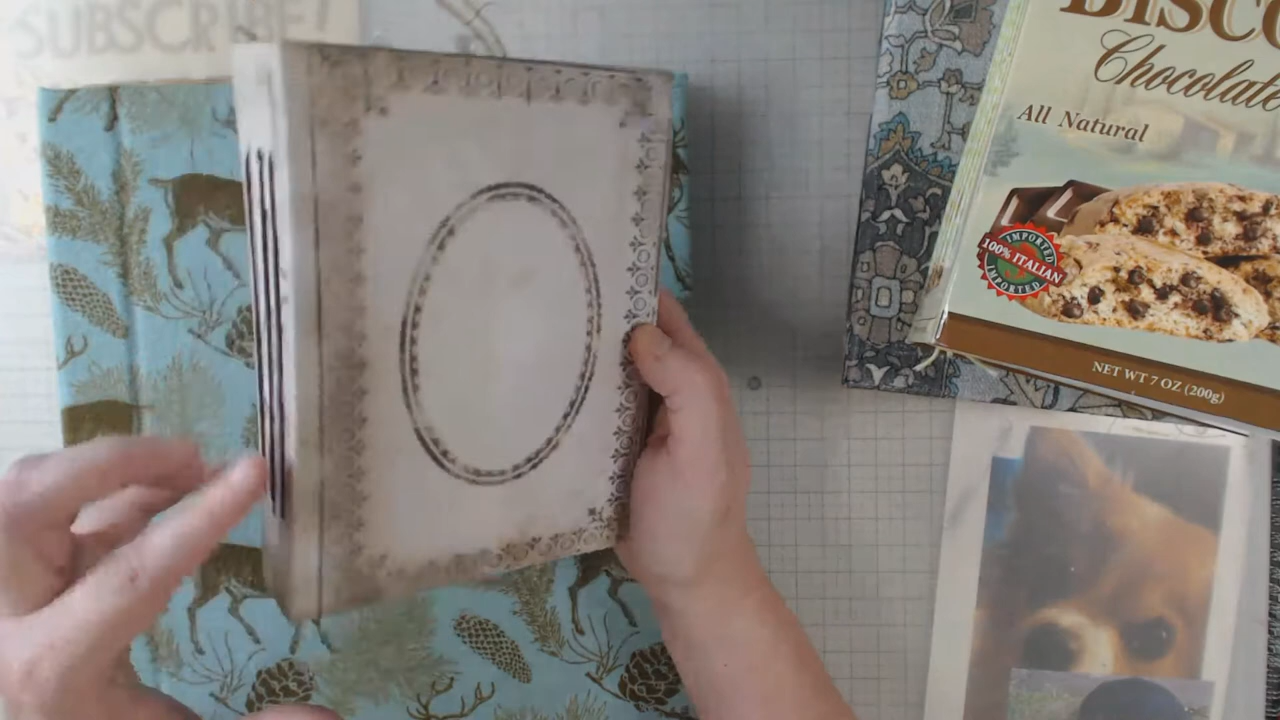 SUBSCRIBE!
BISCO
Chocolate
All Natural
IMPORTED
100% ITALIAN
IMPORTED
NET WT 7 OZ (200g)